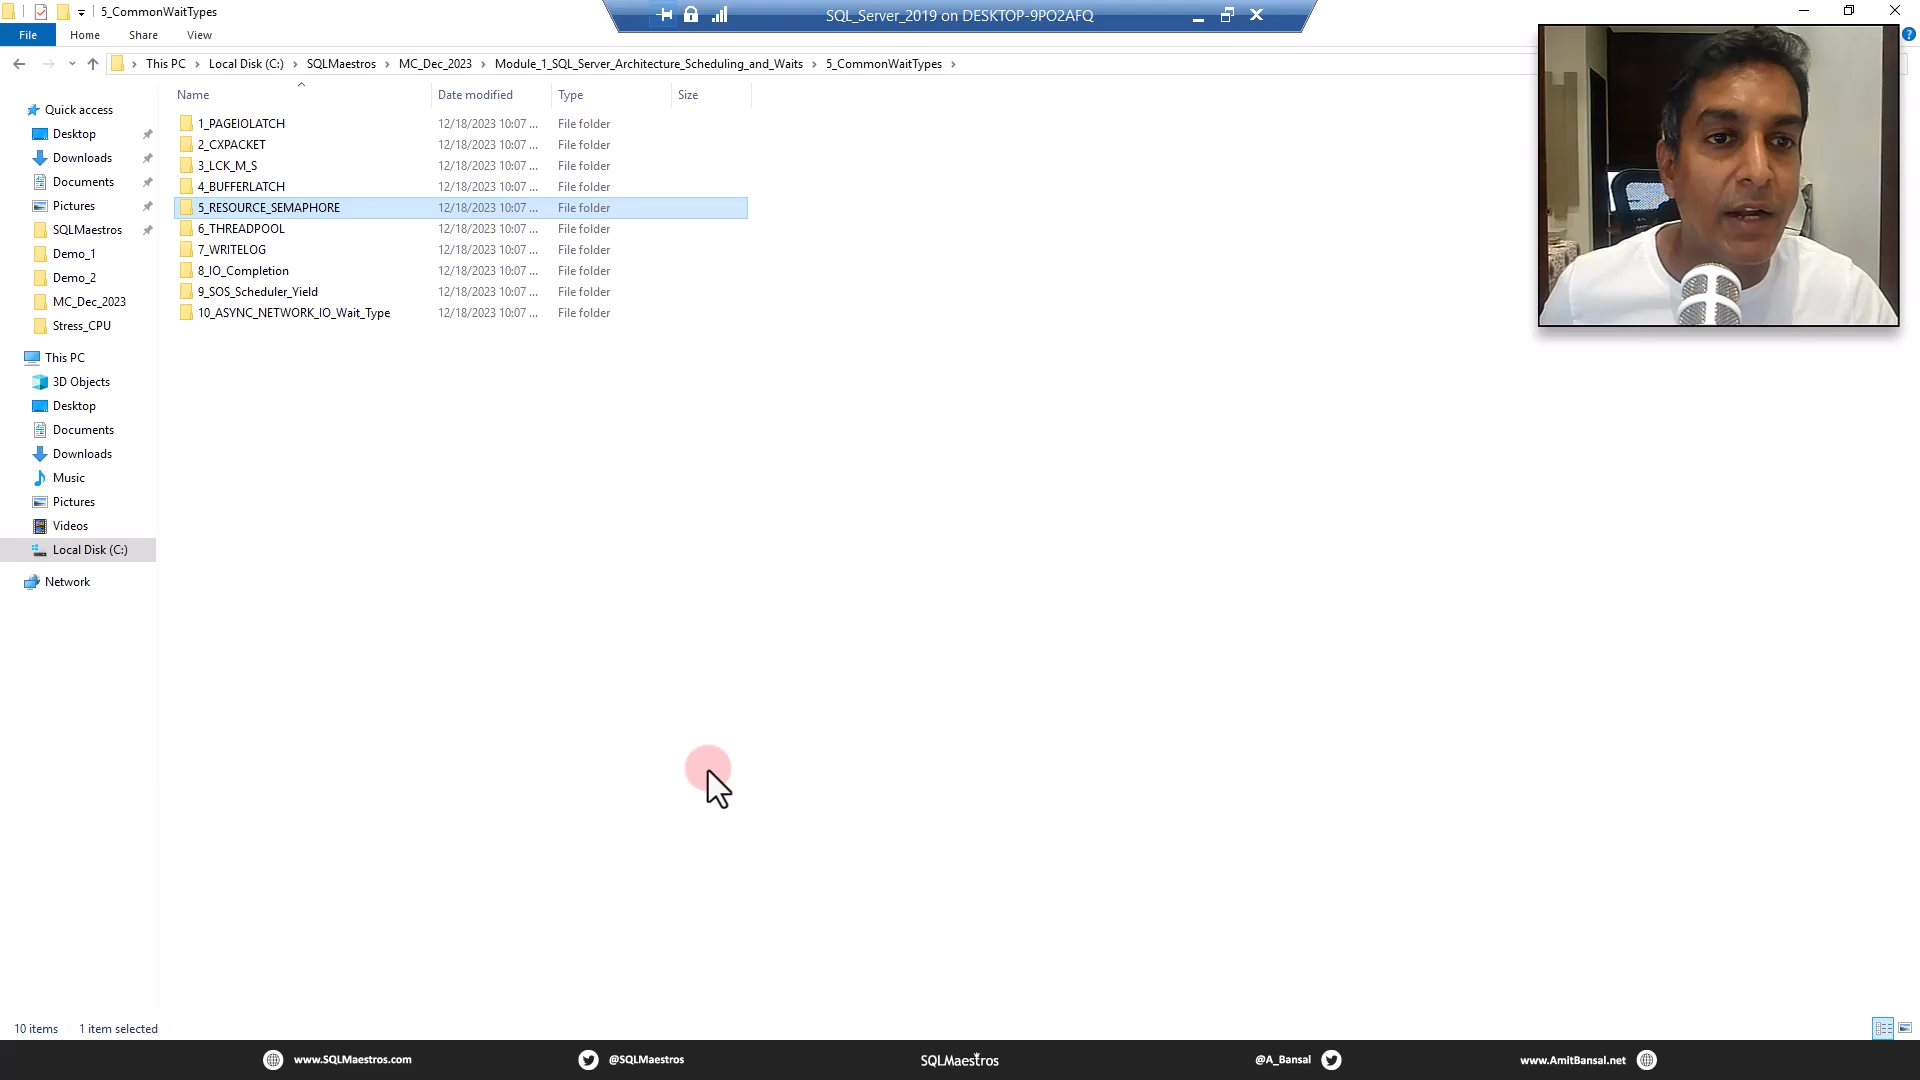 5_CommonWaitTypes
SQL_Server_2019 on DESKTOP-9PO2AFQ
File Home Share View
This PC Local Disk (C:) SQLMaestros MC_Dec_2023 Module_1_SQL_Server_Architecture_Scheduling_and_Waits 5_CommonWaitTypes
Name Date modified Type Size
1_PAGEIOLATCH 12/18/2023 10:07 ... File folder
2_CXPACKET 12/18/2023 10:07 ... File folder
3_LCK_M_S 12/18/2023 10:07 ... File folder
4_BUFFERLATCH 12/18/2023 10:07 ... File folder
5_RESOURCE_SEMAPHORE 12/18/2023 10:07 ... File folder
6_THREADPOOL 12/18/2023 10:07 ... File folder
7_WRITELOG 12/18/2023 10:07 ... File folder
8_IO_Completion 12/18/2023 10:07 ... File folder
9_SOS_Scheduler_Yield 12/18/2023 10:07 ... File folder
10_ASYNC_NETWORK_IO_Wait_Type 12/18/2023 10:07 ... File folder
Quick access
Desktop
Downloads
Documents
Pictures
SQLMaestros
Demo_1
Demo_2
MC_Dec_2023
Stress_CPU
This PC
3D Objects
Desktop
Documents
Downloads
Music
Pictures
Videos
Local Disk (C:)
Network
10 items 1 item selected
www.SQLMaestros.com @SQLMaestros SQLMaestros @A_Bansal www.AmitBansal.net